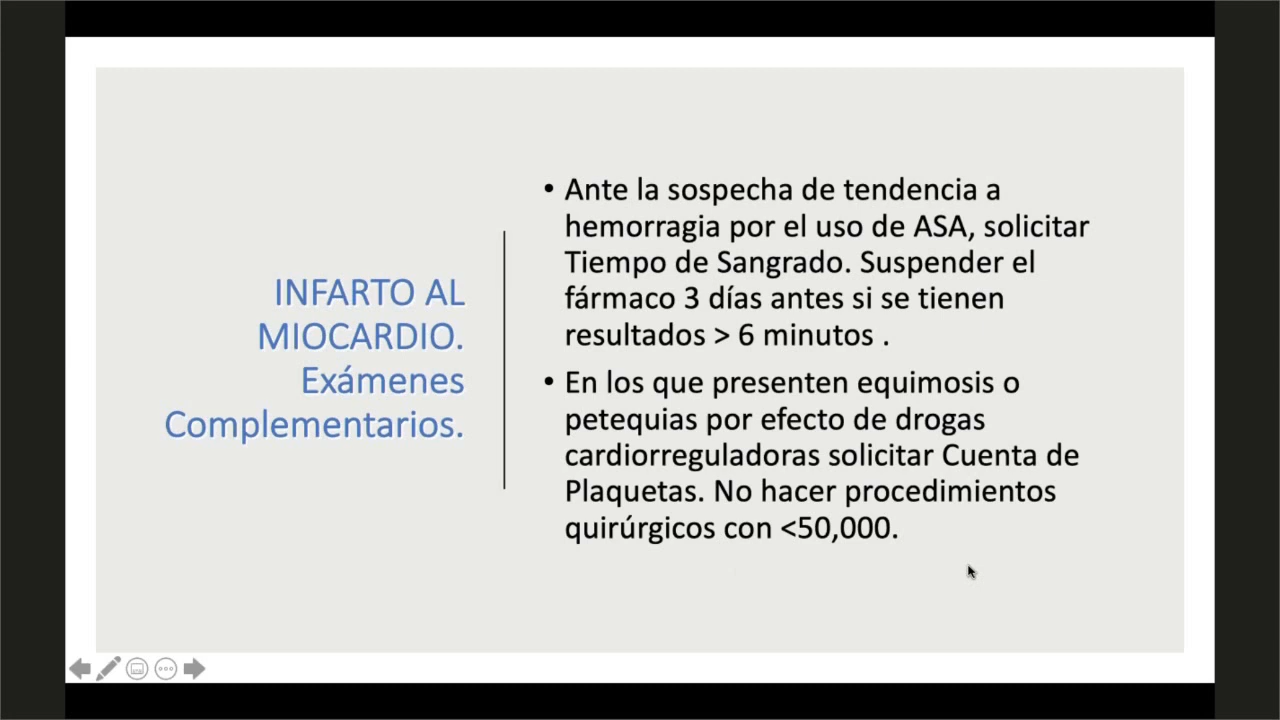 INFARTO AL
MIOCARDIO.
Exámenes
Complementarios.
• Ante la sospecha de tendencia a
hemorragia por el uso de ASA, solicitar
Tiempo de Sangrado. Suspender el
fármaco 3 días antes si se tienen
resultados > 6 minutos .
• En los que presenten equimosis o
petequias por efecto de drogas
cardiorreguladoras solicitar Cuenta de
Plaquetas. No hacer procedimientos
quirúrgicos con <50,000.